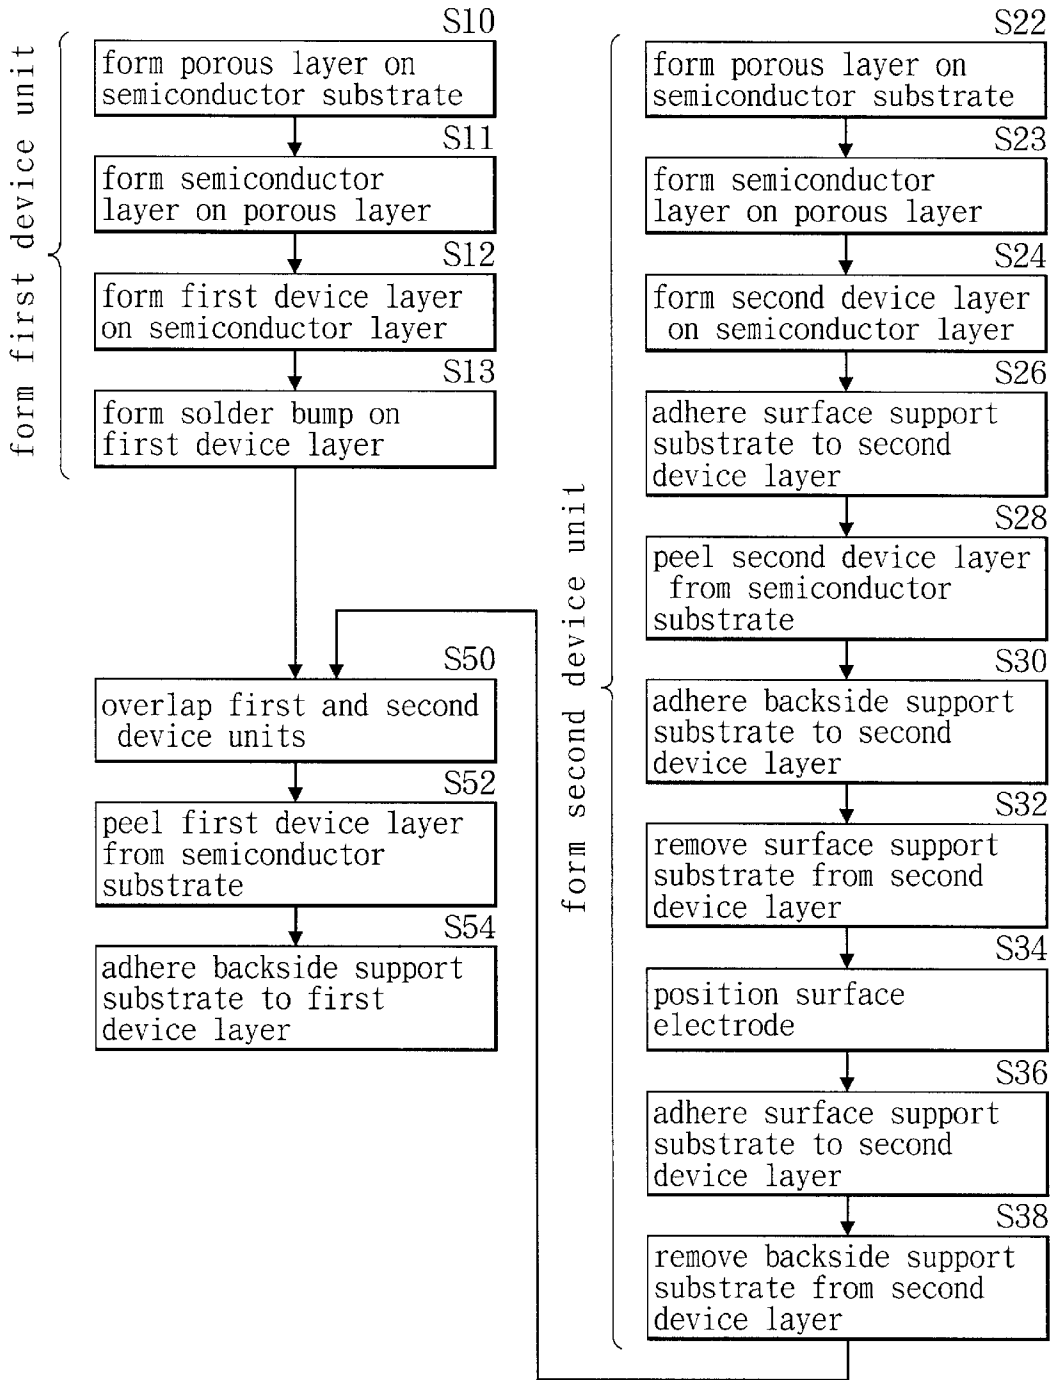 form first device unit
S10
form porous layer on
semiconductor substrate
S11
form semiconductor
layer on porous layer
S12
form first device layer
on semiconductor layer
S13
form solder bump on
first device layer
S50
overlap first and second
device units
S52
peel first device layer
from semiconductor
substrate
S54
adhere backside support
substrate to first
device layer
form second device unit
S22
form porous layer on
semiconductor substrate
S23
form semiconductor
layer on porous layer
S24
form second device layer
on semiconductor layer
S26
adhere surface support
substrate to second
device layer
S28
peel second device layer
from semiconductor
substrate
S30
adhere backside support
substrate to second
device layer
S32
remove surface support
substrate from second
device layer
S34
position surface
electrode
S36
adhere surface support
substrate to second
device layer
S38
remove backside support
substrate from second
device layer